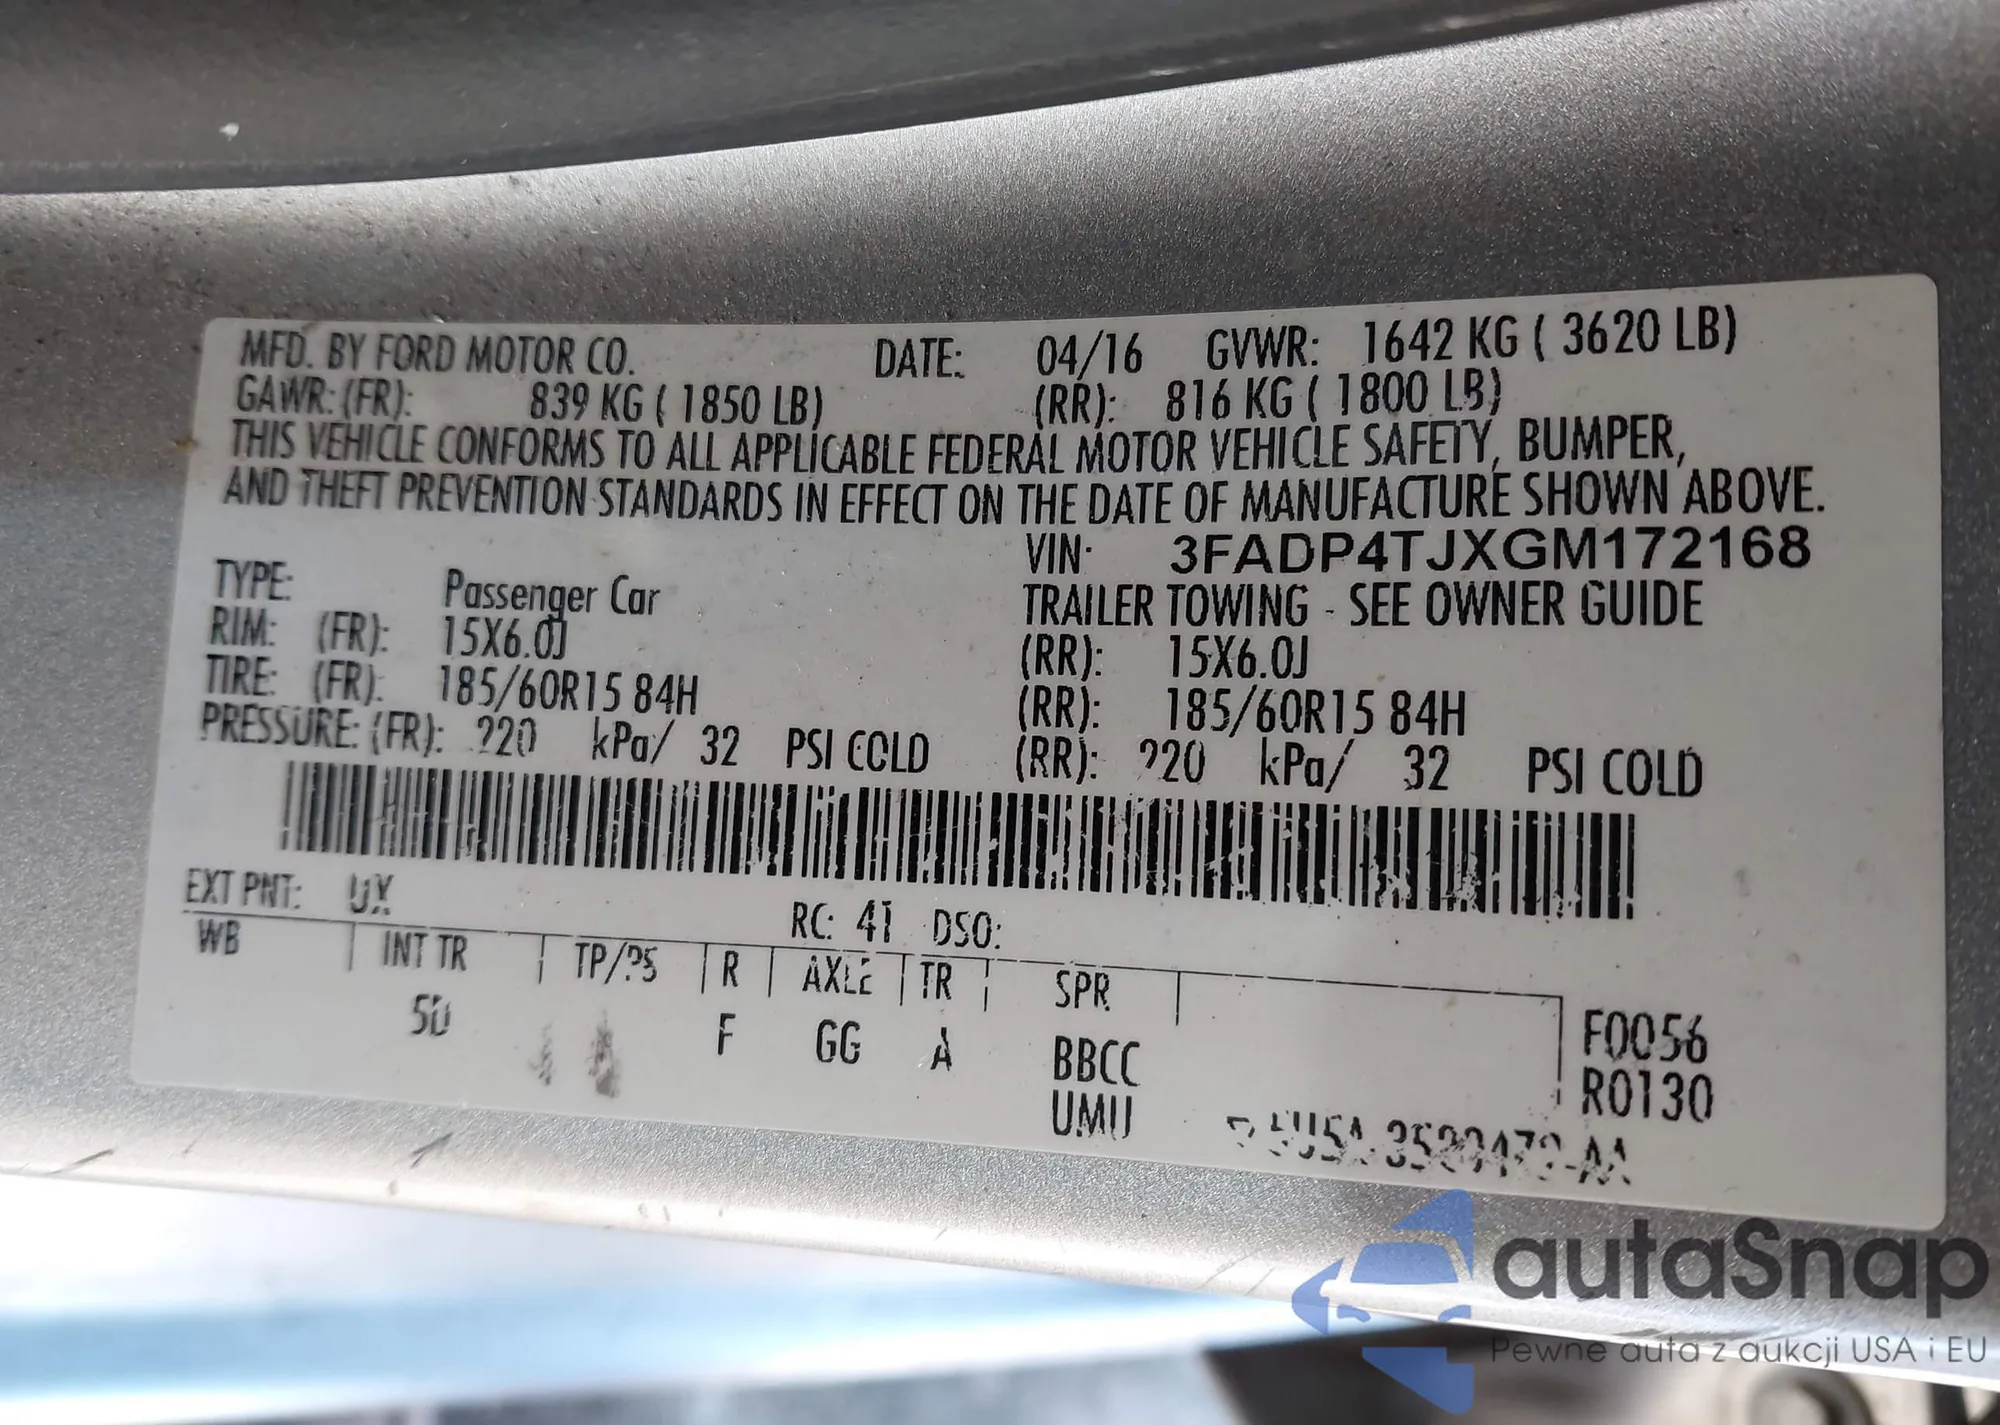 MFD. BY FORD MOTOR CO. DATE: 04/16 GVWR: 1642 KG ( 3620 LB)
GAWR: (FR): 839 KG ( 1850 LB) (RR): 816 KG ( 1800 LB)
THIS VEHICLE CONFORMS TO ALL APPLICABLE FEDERAL MOTOR VEHICLE SAFETY, BUMPER,
AND THEFT PREVENTION STANDARDS IN EFFECT ON THE DATE OF MANUFACTURE SHOWN ABOVE.
VIN: 3FADP4TJXGM172168
TYPE: Passenger Car TRAILER TOWING - SEE OWNER GUIDE
RIM: (FR): 15X6.0J (RR): 15X6.0J
TIRE: (FR): 185/60R15 84H (RR): 185/60R15 84H
PRESSURE: (FR): 220 kPa/ 32 PSI COLD (RR): 220 kPa/ 32 PSI COLD
EXT PNT: UX RC: 41 DSO:
WB INT TR TP/PS R AXLE TR SPR
5D F GG A BBCC F0056
UMU R0130
autaSnap
Pewne auta z aukcji USA i EU